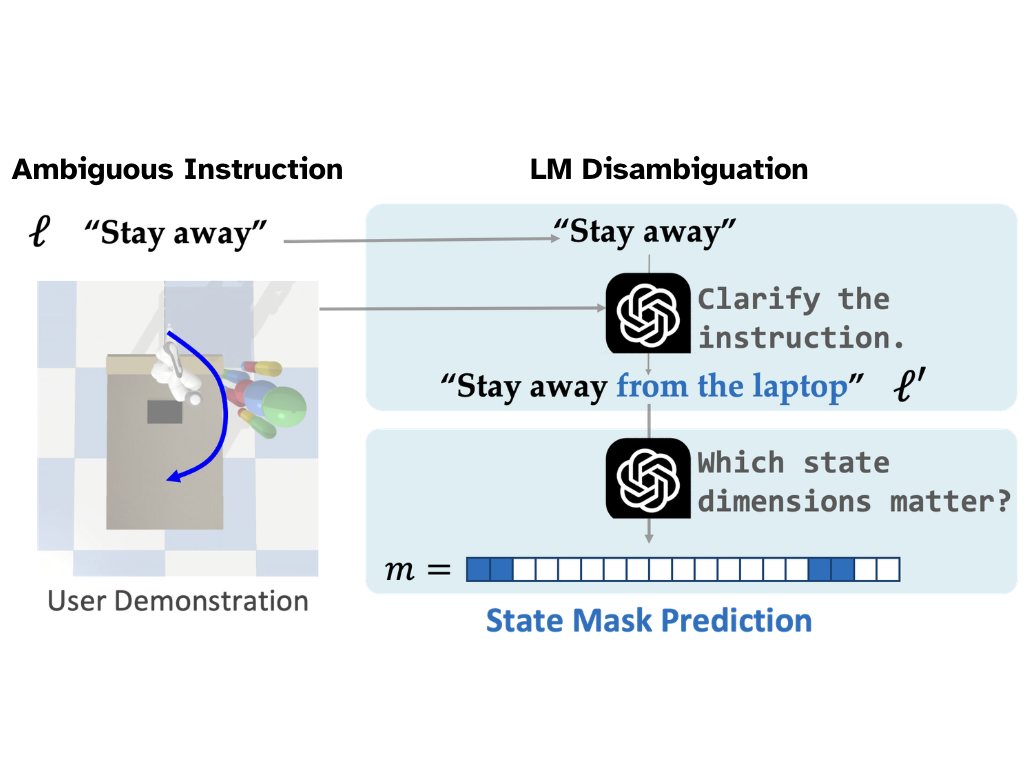 Ambiguous Instruction
LM Disambiguation
ℓ “Stay away”
“Stay away”
Clarify the
instruction.
“Stay away from the laptop” ℓ′
Which state
dimensions matter?
m =
User Demonstration
State Mask Prediction